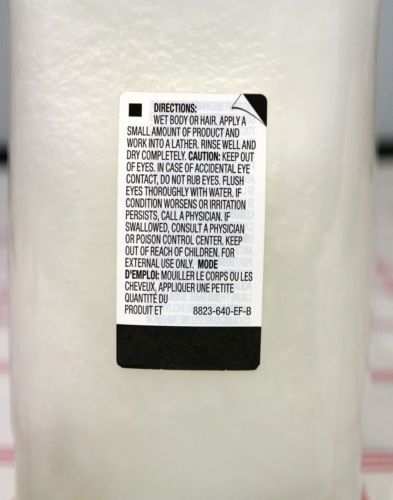 DIRECTIONS:
WET BODY OR HAIR. APPLY A
SMALL AMOUNT OF PRODUCT AND
WORK INTO A LATHER. RINSE WELL AND
DRY COMPLETELY. CAUTION: KEEP OUT
OF EYES. IN CASE OF ACCIDENTAL EYE
CONTACT, DO NOT RUB EYES. FLUSH
EYES THOROUGHLY WITH WATER. IF
CONDITION WORSENS OR IRRITATION
PERSISTS, CALL A PHYSICIAN. IF
SWALLOWED, CONSULT A PHYSICIAN
OR POISON CONTROL CENTER. KEEP
OUT OF REACH OF CHILDREN. FOR
EXTERNAL USE ONLY. MODE
D'EMPLOI: MOUILLER LE CORPS OU LES
CHEVEUX. APPLIQUER UNE PETITE
QUANTITÉ DU
PRODUIT ET 8823-640-EF-B